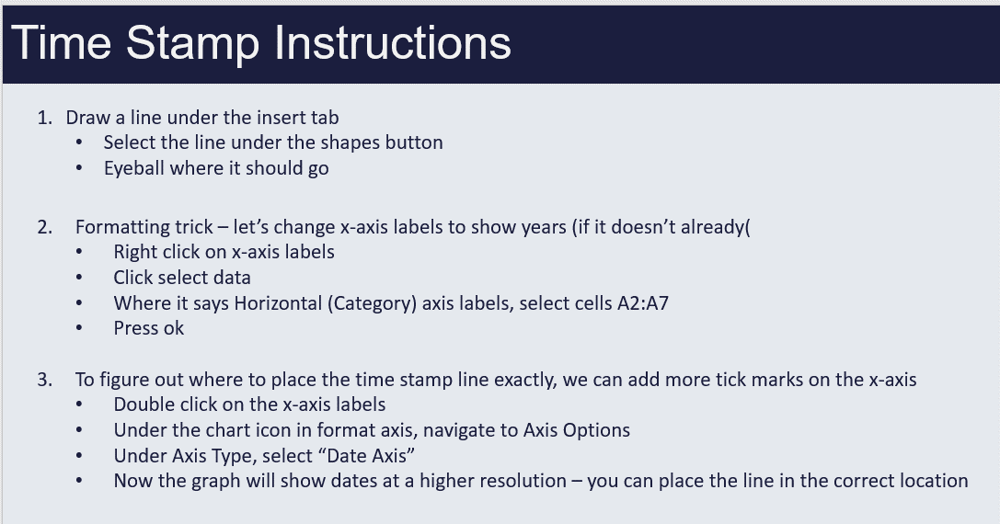 Time Stamp Instructions
1. Draw a line under the insert tab
• Select the line under the shapes button
• Eyeball where it should go
2. Formatting trick – let’s change x-axis labels to show years (if it doesn’t already(
• Right click on x-axis labels
• Click select data
• Where it says Horizontal (Category) axis labels, select cells A2:A7
• Press ok
3. To figure out where to place the time stamp line exactly, we can add more tick marks on the x-axis
• Double click on the x-axis labels
• Under the chart icon in format axis, navigate to Axis Options
• Under Axis Type, select “Date Axis”
• Now the graph will show dates at a higher resolution – you can place the line in the correct location